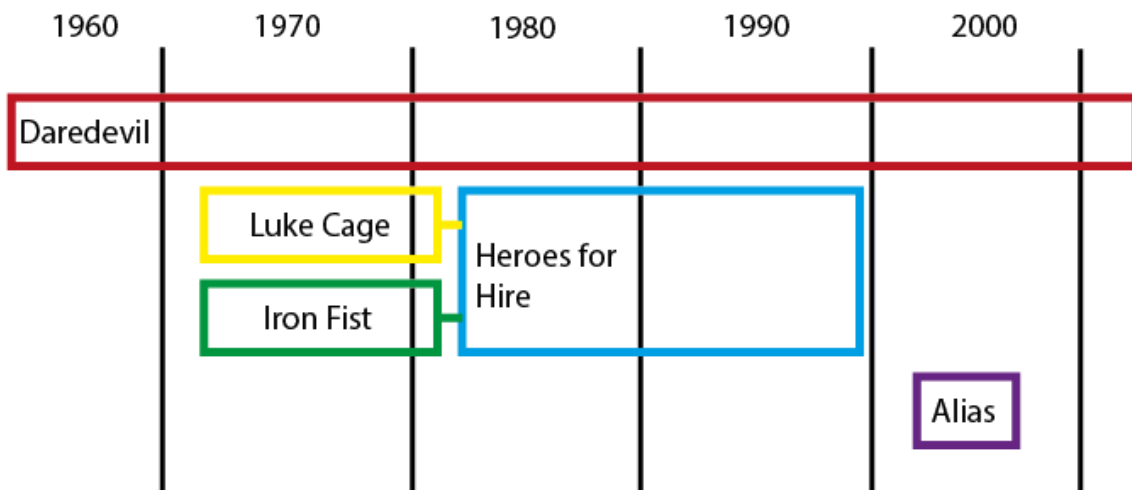 1960 1970 1980 1990 2000
Daredevil
Luke Cage
Iron Fist
Heroes for
Hire
Alias